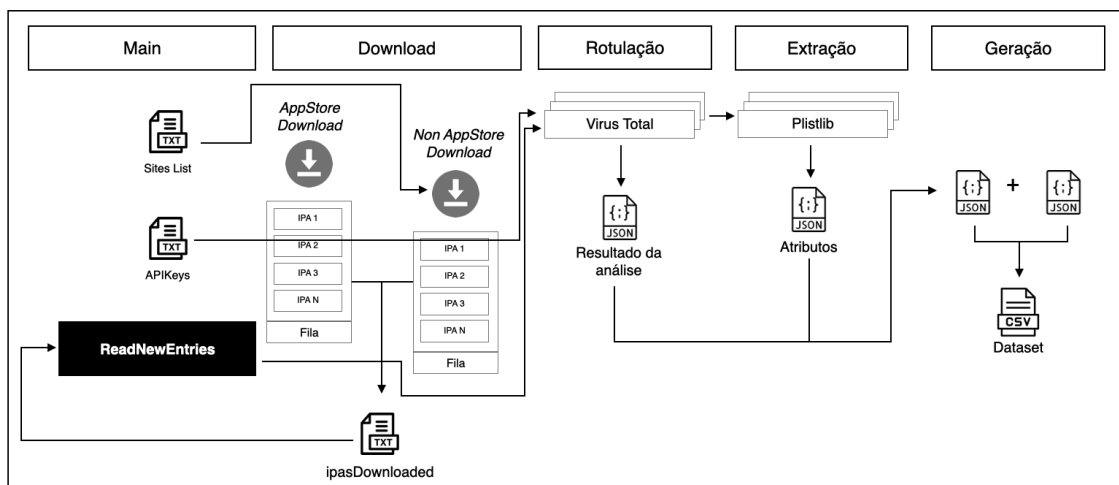 Main
Download
Rotulação
Extração
Geração
TXT
Sites List
AppStore
Download
Non AppStore
Download
IPA 1
IPA 2
IPA 3
IPA N
Fila
IPA 1
IPA 2
IPA 3
IPA N
Fila
TXT
APIKeys
ReadNewEntries
TXT
ipasDownloaded
Virus Total
{;}
JSON
Resultado da
análise
Plistlib
{;}
JSON
Atributos
{;}
JSON
+
{;}
JSON
CSV
Dataset